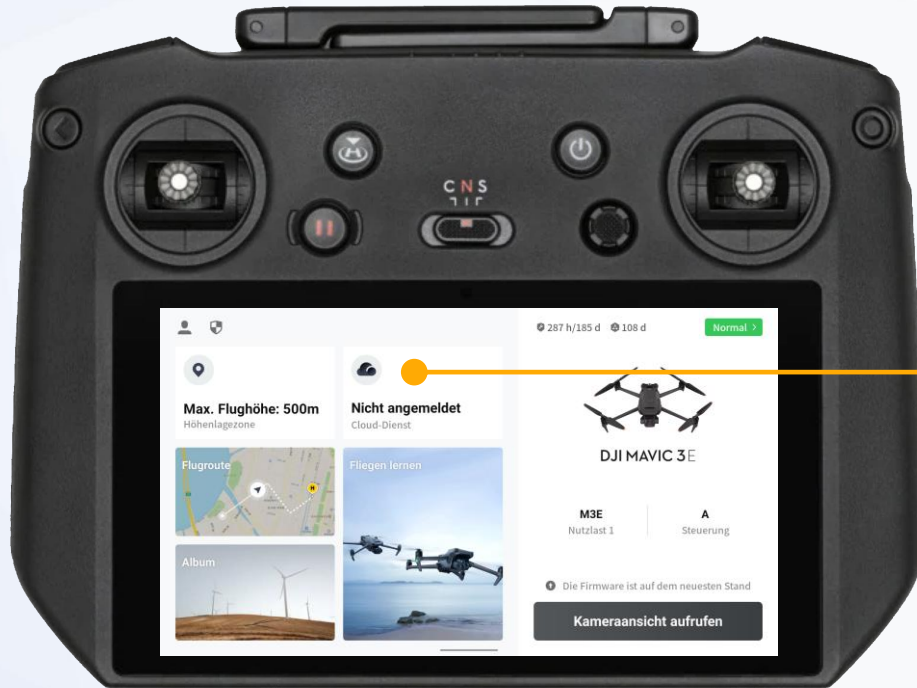 C N S
287 h/185 d 108 d
Normal >
Max. Flughöhe: 500m
Höhenlagezone
Nicht angemeldet
Cloud-Dienst
Flugroute
H
Fliegen lernen
Album
DJI MAVIC 3E
M3E
Nutzlast 1
A
Steuerung
Die Firmware ist auf dem neuesten Stand
Kameraansicht aufrufen